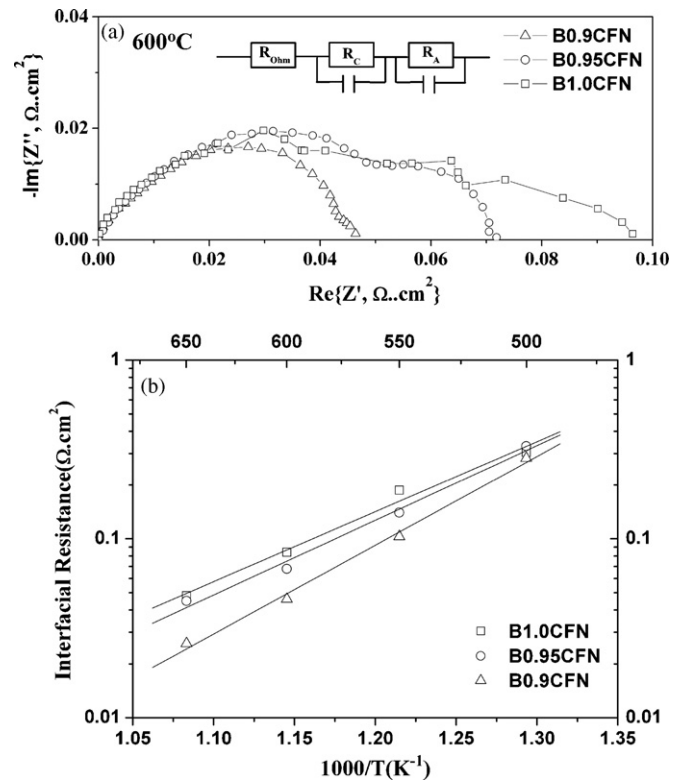 (a) 600°C
R_Ohm R_C R_A
B0.9CFN
B0.95CFN
B1.0CFN
0.04
0.02
0.00
-Im{Z'', Ω..cm²}
0.00 0.02 0.04 0.06 0.08 0.10
Re{Z', Ω..cm²}
650 600 550 500
(b)
1 1
0.1 0.1
0.01 0.01
Interfacial Resistance(Ω.cm²)
B1.0CFN
B0.95CFN
B0.9CFN
1.05 1.10 1.15 1.20 1.25 1.30 1.35
1000/T(K⁻¹)